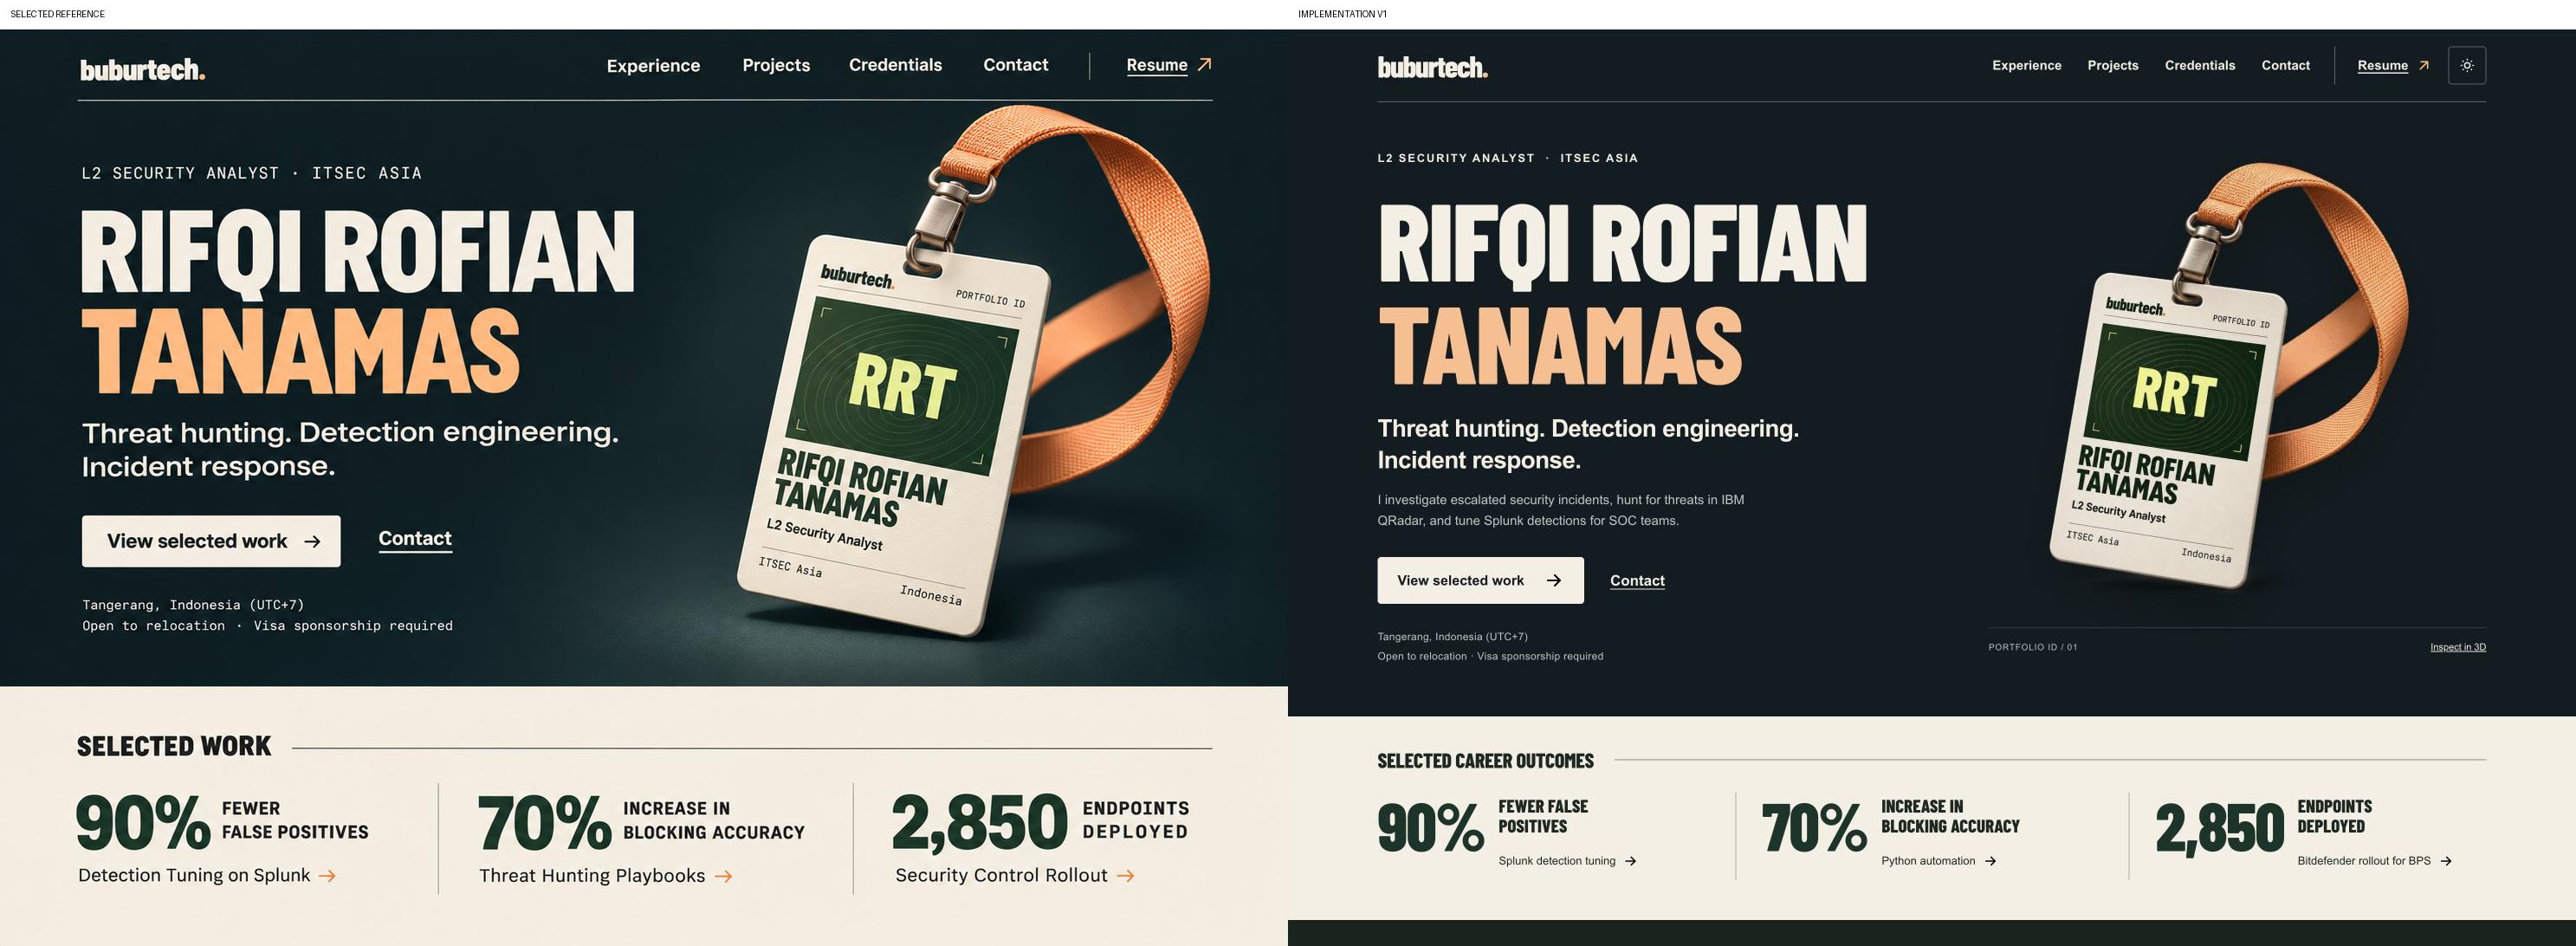 SELECTED REFERENCE
buburtech.
Experience
Projects
Credentials
Contact
Resume
L2 SECURITY ANALYST · ITSEC ASIA
RIFQI ROFIAN
TANAMAS
Threat hunting. Detection engineering.
Incident response.
View selected work →
Contact
Tangerang, Indonesia (UTC+7)
Open to relocation · Visa sponsorship required
buburtech.
PORTFOLIO ID
RRT
RIFQI ROFIAN
TANAMAS
L2 Security Analyst
ITSEC Asia
Indonesia
SELECTED WORK
90%
FEWER
FALSE POSITIVES
Detection Tuning on Splunk →
70%
INCREASE IN
BLOCKING ACCURACY
Threat Hunting Playbooks →
2,850
ENDPOINTS
DEPLOYED
Security Control Rollout →
IMPLEMENTATION V1
buburtech.
Experience
Projects
Credentials
Contact
Resume
L2 SECURITY ANALYST · ITSEC ASIA
RIFQI ROFIAN
TANAMAS
Threat hunting. Detection engineering.
Incident response.
I investigate escalated security incidents, hunt for threats in IBM
QRadar, and tune Splunk detections for SOC teams.
View selected work →
Contact
Tangerang, Indonesia (UTC+7)
Open to relocation · Visa sponsorship required
buburtech.
PORTFOLIO ID
RRT
RIFQI ROFIAN
TANAMAS
L2 Security Analyst
ITSEC Asia
Indonesia
PORTFOLIO ID / 01
Inspect in 3D
SELECTED CAREER OUTCOMES
90%
FEWER FALSE
POSITIVES
Splunk detection tuning →
70%
INCREASE IN
BLOCKING ACCURACY
Python automation →
2,850
ENDPOINTS
DEPLOYED
Bitdefender rollout for BPS →